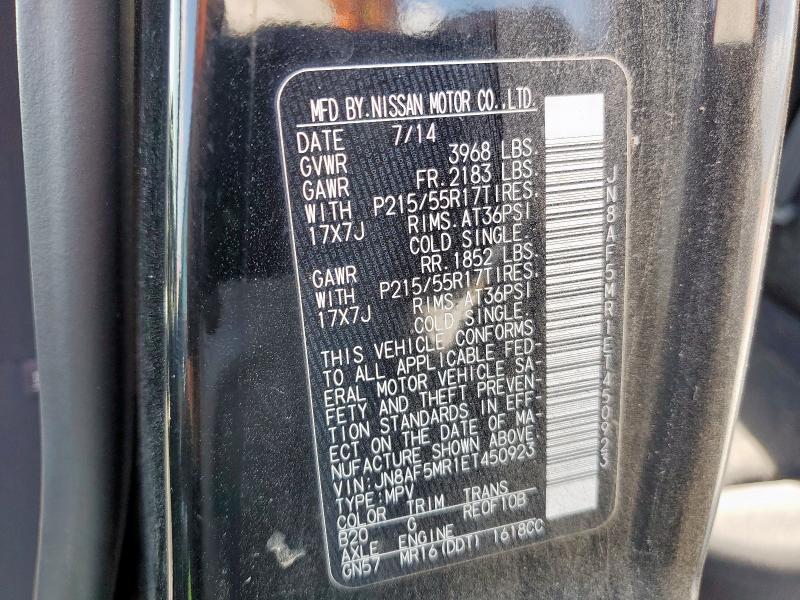 MFD BY.NISSAN MOTOR CO.,LTD.
DATE 7/14
GVWR 3968 LBS.
GAWR FR. 2183 LBS.
WITH P215/55R17TIRES.
17X7J RIMS. AT36PSI
COLD SINGLE.
GAWR RR. 1852 LBS.
WITH P215/55R17TIRES.
17X7J RIMS. AT36PSI
COLD SINGLE.
THIS VEHICLE CONFORMS
TO ALL APPLICABLE FED-
ERAL MOTOR VEHICLE SA-
FETY AND THEFT PREVEN-
TION STANDARDS IN EFF-
ECT ON THE DATE OF MA-
NUFACTURE SHOWN ABOVE.
VIN:JN8AF5MR1ET450923
TYPE:MPV
COLOR TRIM TRANS
B20 G RE0F10B
AXLE ENGINE
GN57 MR16(DDT) 1618CC
JN8AF5MR1ET450923